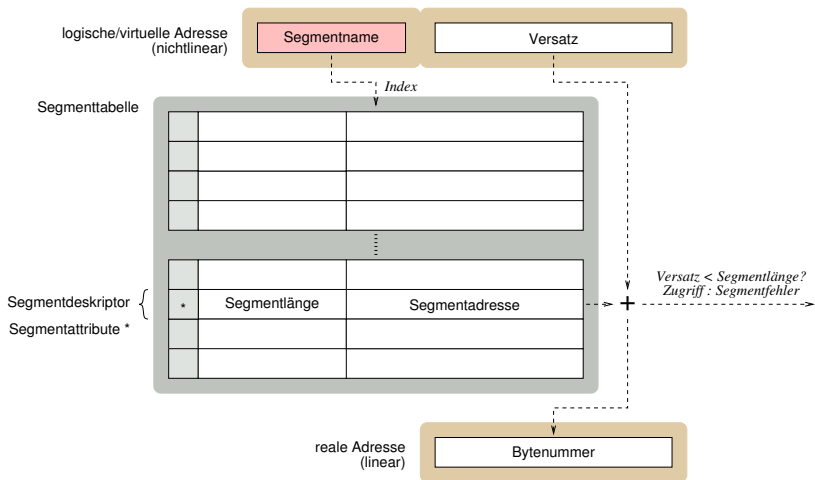 logische/virtuelle Adresse
(nichtlinear)
Segmentname
Versatz
Index
Segmenttabelle
Segmentdeskriptor
* Segmentlänge Segmentadresse
+
Versatz < Segmentlänge?
Zugriff : Segmentfehler
Segmentattribute *
reale Adresse
(linear)
Bytenummer